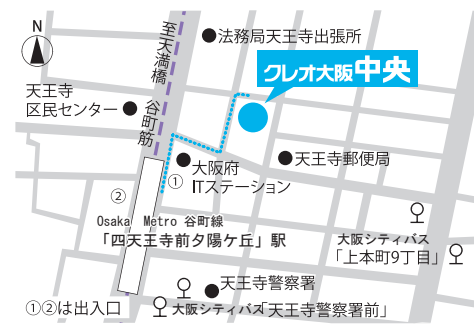 N
至天満橋
谷町筋
法務局天王寺出張所
クレオ大阪中央
天王寺
区民センター
天王寺郵便局
①
大阪府
ITステーション
②
Osaka Metro 谷町線
「四天王寺前夕陽ケ丘」駅
大阪シティバス
「上本町9丁目」
天王寺警察署
大阪シティバス「天王寺警察署前」
①②は出入口